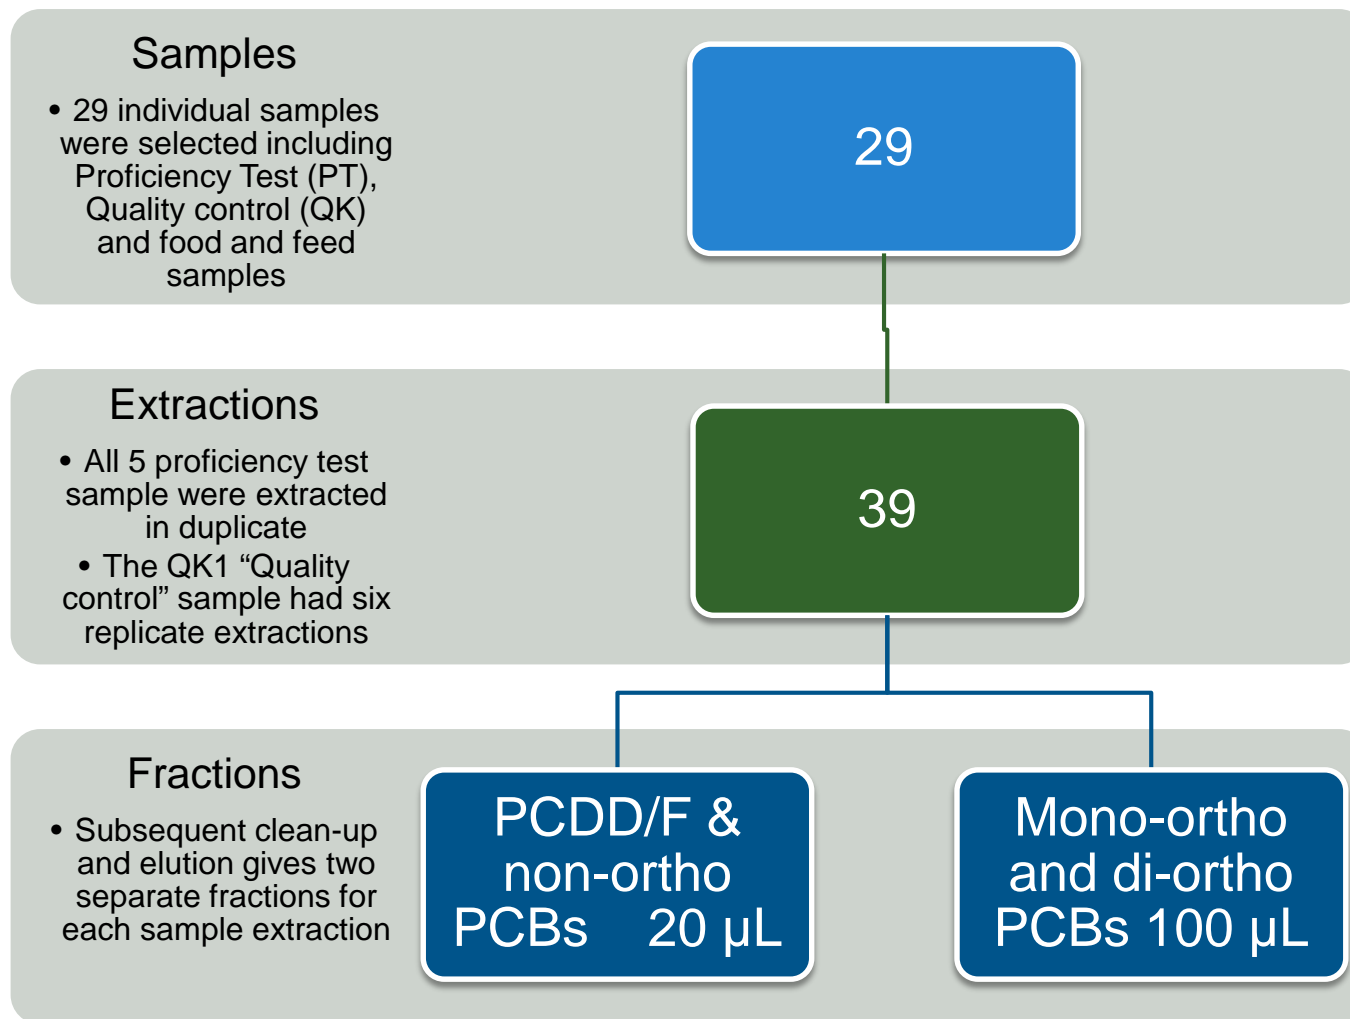 Samples
• 29 individual samples
were selected including
Proficiency Test (PT),
Quality control (QK)
and food and feed
samples
29
Extractions
• All 5 proficiency test
sample were extracted
in duplicate
• The QK1 “Quality
control” sample had six
replicate extractions
39
Fractions
• Subsequent clean-up
and elution gives two
separate fractions for
each sample extraction
PCDD/F &
non-ortho
PCBs 20 µL
Mono-ortho
and di-ortho
PCBs 100 µL